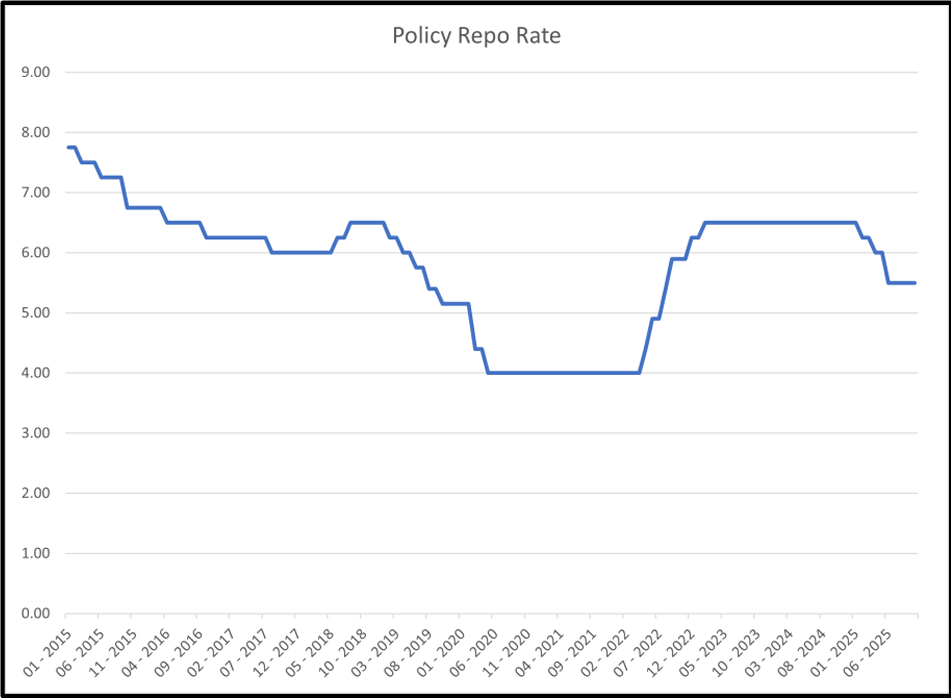 Policy Repo Rate
9.00
8.00
7.00
6.00
5.00
4.00
3.00
2.00
1.00
0.00
01 - 2015
06 - 2015
11 - 2015
04 - 2016
09 - 2016
02 - 2017
07 - 2017
12 - 2017
05 - 2018
10 - 2018
03 - 2019
08 - 2019
01 - 2020
06 - 2020
11 - 2020
04 - 2021
09 - 2021
02 - 2022
07 - 2022
12 - 2022
05 - 2023
10 - 2023
03 - 2024
08 - 2024
01 - 2025
06 - 2025